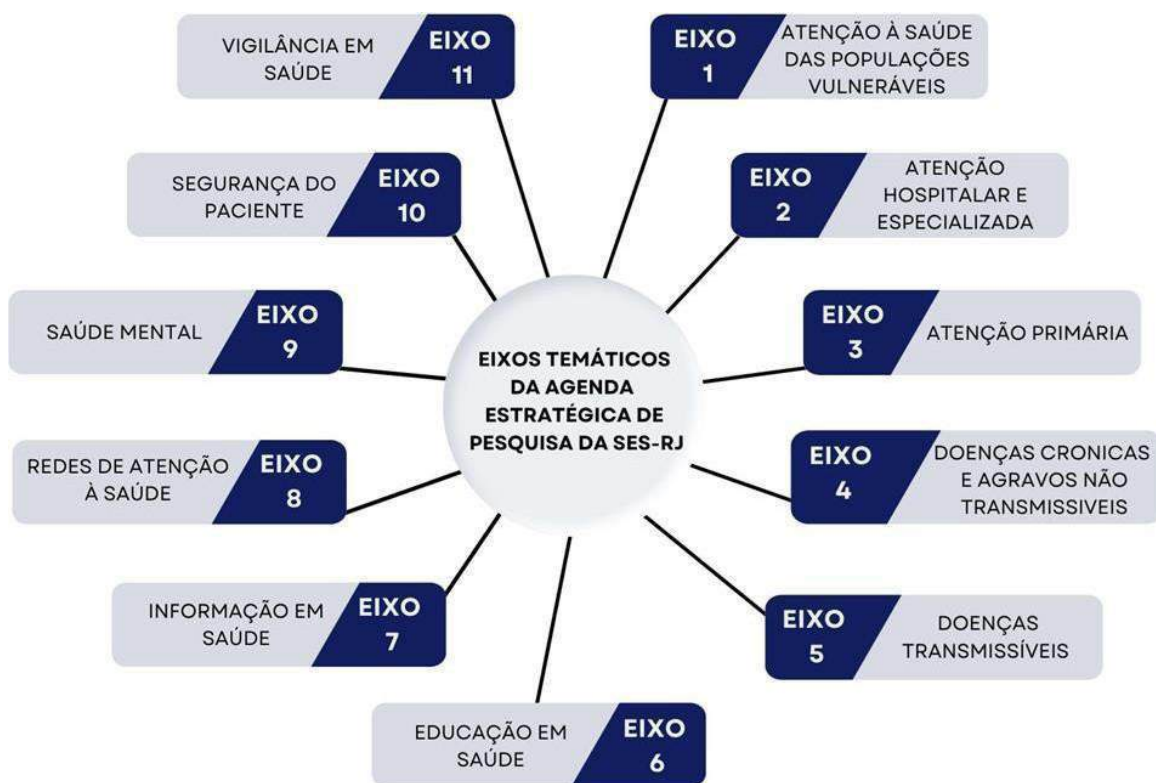 EIXOS TEMÁTICOS
DA AGENDA
ESTRATÉGICA DE
PESQUISA DA SES-RJ
EIXO
1
ATENÇÃO À SAÚDE
DAS POPULAÇÕES
VULNERÁVEIS
EIXO
2
ATENÇÃO
HOSPITALAR E
ESPECIALIZADA
EIXO
3
ATENÇÃO PRIMÁRIA
EIXO
4
DOENÇAS CRONICAS
E AGRAVOS NÃO
TRANSMISSIVEIS
EIXO
5
DOENÇAS
TRANSMISSÍVEIS
EDUCAÇÃO EM
SAÚDE
EIXO
6
INFORMAÇÃO EM
SAÚDE
EIXO
7
REDES DE ATENÇÃO
À SAÚDE
EIXO
8
SAÚDE MENTAL
EIXO
9
SEGURANÇA DO
PACIENTE
EIXO
10
VIGILÂNCIA EM
SAÚDE
EIXO
11